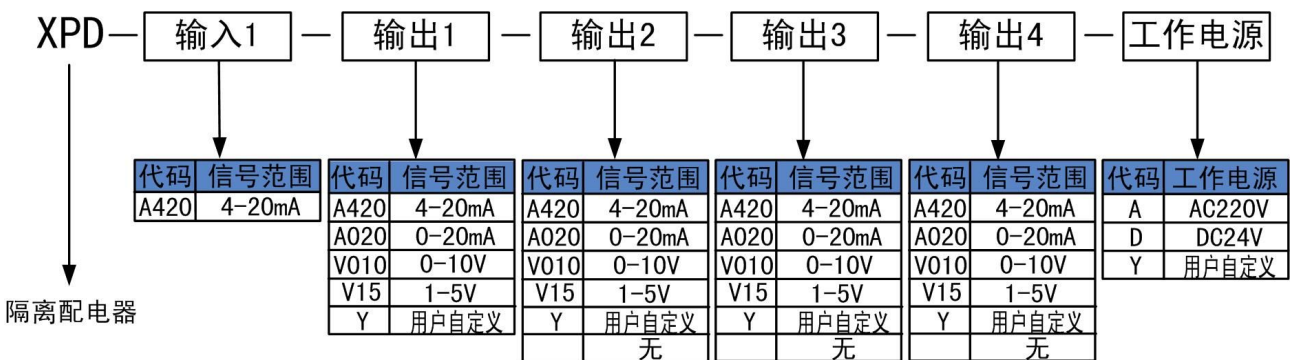 XPD— 输入1 — 输出1 — 输出2 — 输出3 — 输出4 — 工作电源
代码 信号范围 代码 信号范围 代码 信号范围 代码 信号范围 代码 信号范围 代码 工作电源
A420 4-20mA A420 4-20mA A420 4-20mA A420 4-20mA A420 4-20mA A AC220V
A020 0-20mA A020 0-20mA A020 0-20mA A020 0-20mA D DC24V
V010 0-10V V010 0-10V V010 0-10V V010 0-10V Y 用户自定义
V15 1-5V V15 1-5V V15 1-5V V15 1-5V
隔离配电器
Y 用户自定义 Y 用户自定义 Y 用户自定义 Y 用户自定义
无 无 无